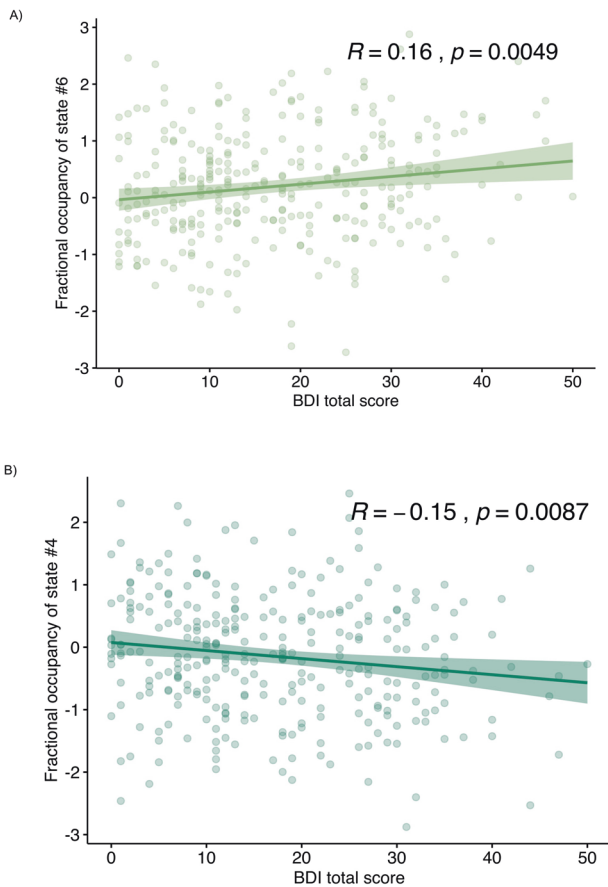 A)
R = 0.16 , p = 0.0049
Fractional occupancy of state #6
3
2
1
0
-1
-2
-3
0 10 20 30 40 50
BDI total score
B)
R = −0.15 , p = 0.0087
Fractional occupancy of state #4
2
1
0
-1
-2
-3
0 10 20 30 40 50
BDI total score